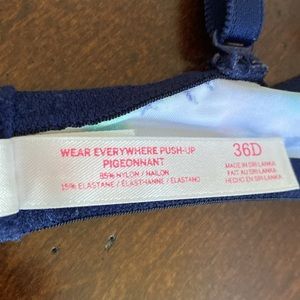 WEAR EVERYWHERE PUSH-UP
PIGEONNANT
85% NYLON / NAILON
15% ELASTANE / ELASTHANNE / ELASTANO
36D
MADE IN SRI LANKA
FAIT AU SRI LANKA
HECHO EN SRI LANKA